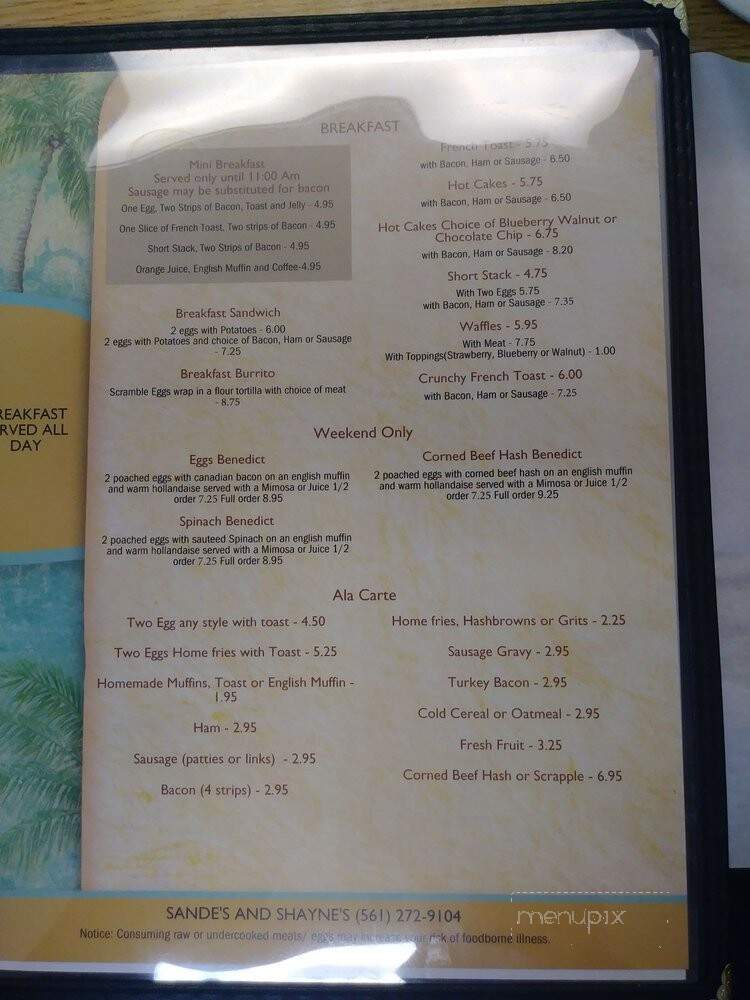 BREAKFAST
Mini Breakfast
Served only until 11:00 Am
Sausage may be substituted for bacon
One Egg, Two Strips of Bacon, Toast and Jelly - 4.95
One Slice of French Toast, Two strips of Bacon - 4.95
Short Stack, Two Strips of Bacon - 4.95
Orange Juice, English Muffin and Coffee-4.95
Breakfast Sandwich
2 eggs with Potatoes - 6.00
2 eggs with Potatoes and choice of Bacon, Ham or Sausage
- 7.25
Breakfast Burrito
Scramble Eggs wrap in a flour tortilla with choice of meat
- 8.75
French Toast - 5.75
with Bacon, Ham or Sausage - 6.50
Hot Cakes - 5.75
with Bacon, Ham or Sausage - 6.50
Hot Cakes Choice of Blueberry Walnut or
Chocolate Chip - 6.75
with Bacon, Ham or Sausage - 8.20
Short Stack - 4.75
With Two Eggs 5.75
with Bacon, Ham or Sausage - 7.35
Waffles - 5.95
With Meat - 7.75
With Toppings(Strawberry, Blueberry or Walnut) - 1.00
Crunchy French Toast - 6.00
with Bacon, Ham or Sausage - 7.25
REAKFAST
RVED ALL
DAY
Weekend Only
Eggs Benedict
2 poached eggs with canadian bacon on an english muffin
and warm hollandaise served with a Mimosa or Juice 1/2
order 7.25 Full order 8.95
Spinach Benedict
2 poached eggs with sauteed Spinach on an english muffin
and warm hollandaise served with a Mimosa or Juice 1/2
order 7.25 Full order 8.95
Corned Beef Hash Benedict
2 poached eggs with corned beef hash on an english muffin
and warm hollandaise served with a Mimosa or Juice 1/2
order 7.25 Full order 9.25
Ala Carte
Two Egg any style with toast - 4.50
Two Eggs Home fries with Toast - 5.25
Homemade Muffins, Toast or English Muffin -
1.95
Ham - 2.95
Sausage (patties or links) - 2.95
Bacon (4 strips) - 2.95
Home fries, Hashbrowns or Grits - 2.25
Sausage Gravy - 2.95
Turkey Bacon - 2.95
Cold Cereal or Oatmeal - 2.95
Fresh Fruit - 3.25
Corned Beef Hash or Scrapple - 6.95
SANDE'S AND SHAYNE'S (561) 272-9104
Notice: Consuming raw or undercooked meats/ eggs may increase your risk of foodborne illness.
menupix